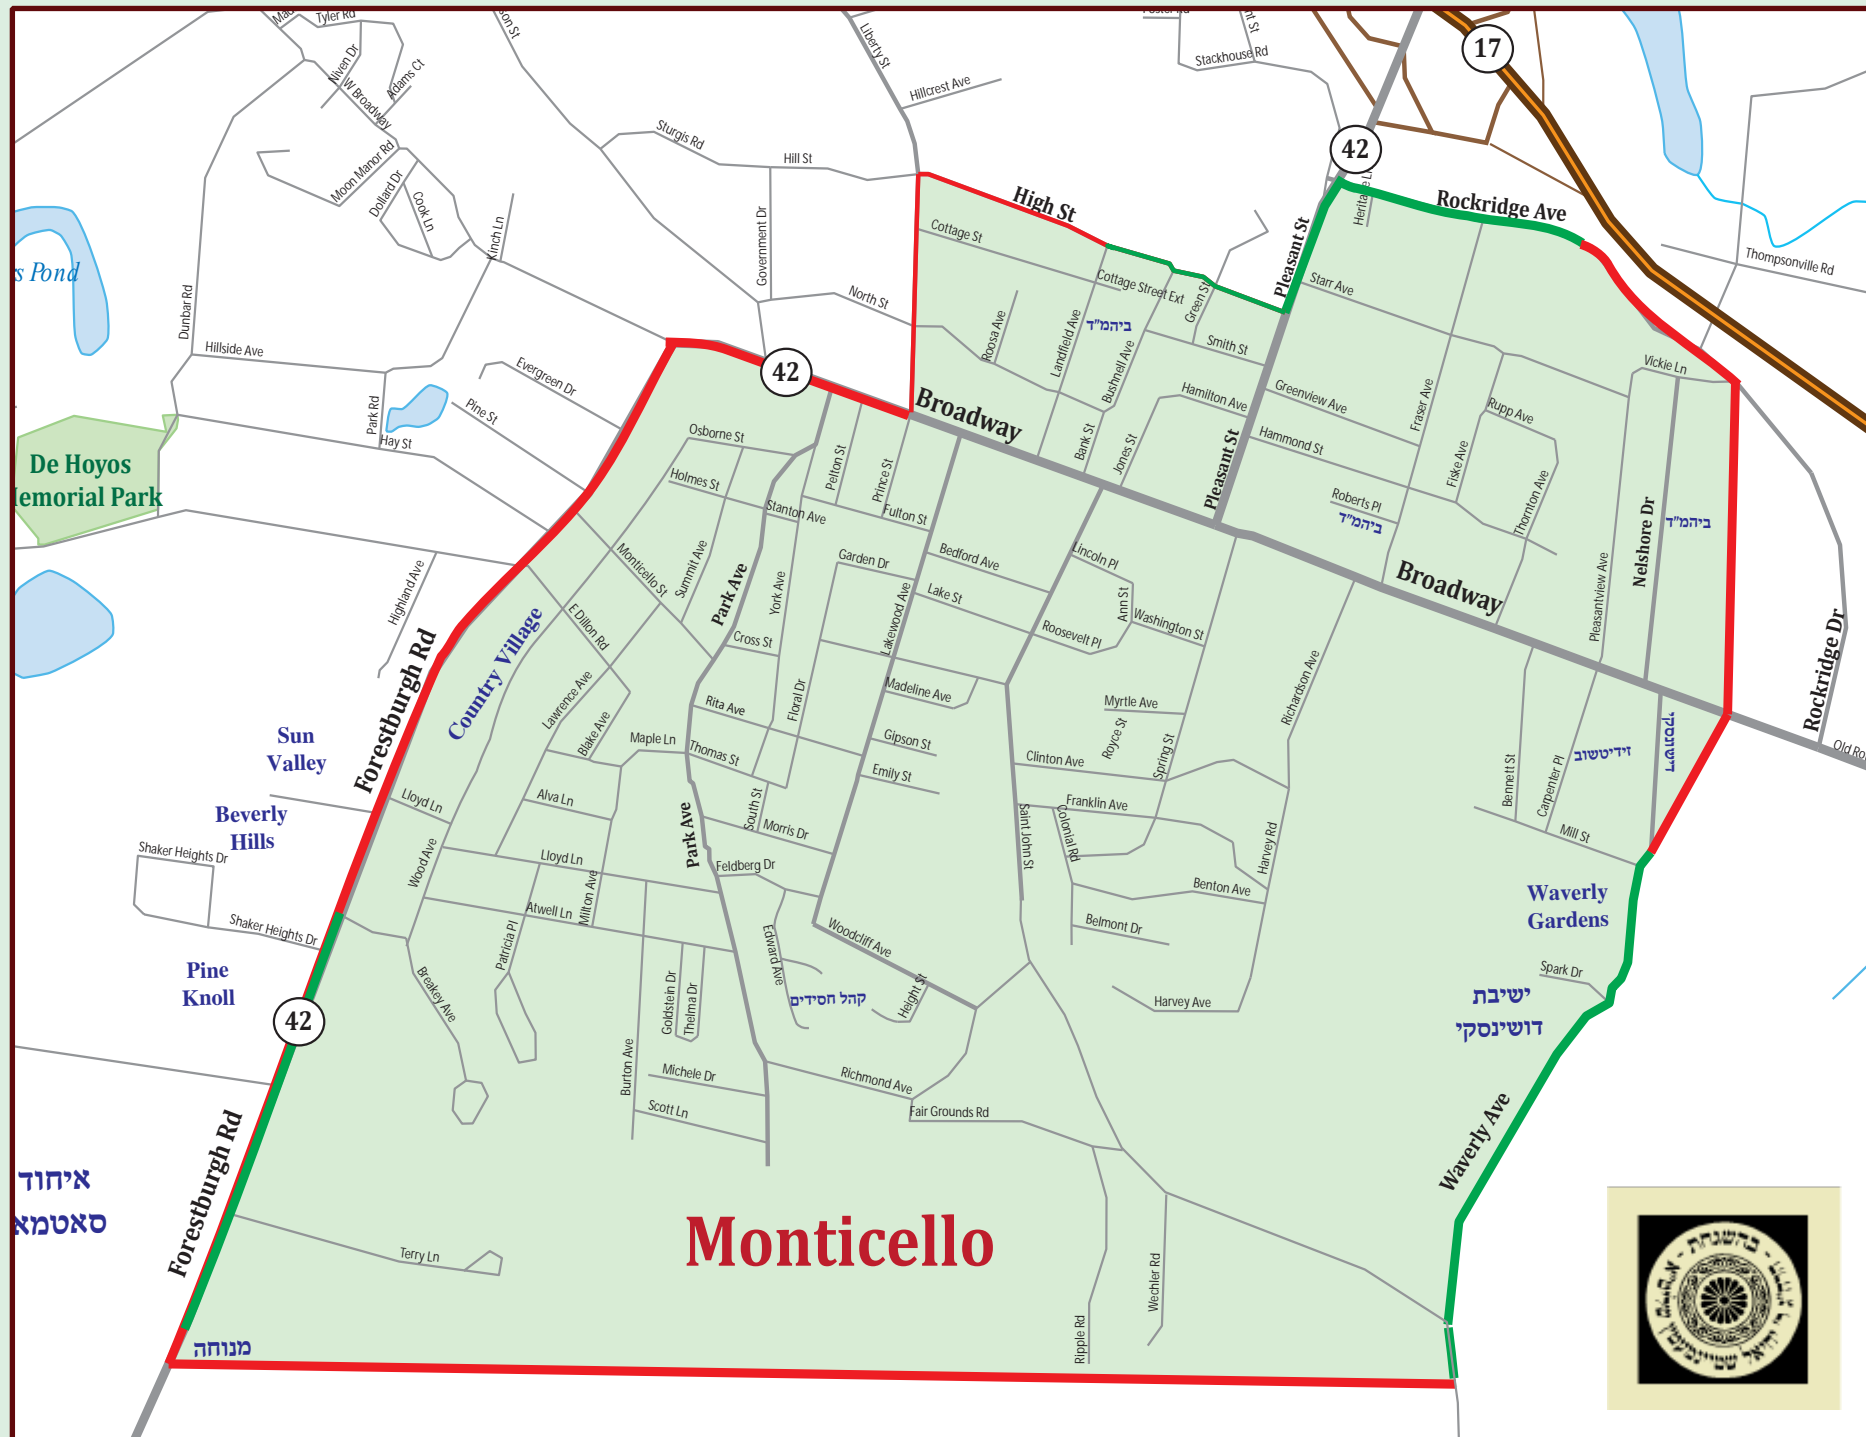 Tyler Rd
Niven Dr
Adams Ct
W Broadway
Moon Manor Rd
Dollard Dr
Cook Ln
Kinch Ln
Liberty St
Hillcrest Ave
Stackhouse Rd
17
42
Sturgis Rd
Hill St
Government Dr
North St
High St
Cottage St
Cottage Street Ext
Green St
Pleasant St
Heritage Ln
Rockridge Ave
Thompsonville Rd
s Pond
Dunbar Rd
Hillside Ave
Park Rd
Hay St
Pine St
Evergreen Dr
De Hoyos
Memorial Park
42
Broadway
Roosa Ave
Landfield Ave
ביהמ"ד
Bushnell Ave
Smith St
Starr Ave
Hamilton Ave
Bank St
Jones St
Pleasant St
Greenview Ave
Hammond St
Fraser Ave
Fiske Ave
Rupp Ave
Thornton Ave
Roberts Pl
ביהמ"ד
Vickie Ln
Nelshore Dr
ביהמ"ד
Pleasantview Ave
Broadway
Rockridge Dr
Old Ro
Osborne St
Holmes St
Stanton Ave
Pelton St
Prince St
Fulton St
Monticello St
Summit Ave
Park Ave
York Ave
Garden Dr
Lakewood Ave
Bedford Ave
Lake St
Lincoln Pl
Ann St
Washington St
Roosevelt Pl
Highland Ave
Forestburgh Rd
Country Village
E Dillon Rd
Lawrence Ave
Blake Ave
Cross St
Rita Ave
Floral Dr
Madeline Ave
Maple Ln
Thomas St
Gipson St
Emily St
Myrtle Ave
Royce St
Spring St
Richardson Ave
Clinton Ave
Franklin Ave
Colonial Rd
Saint John St
Harvey Rd
Benton Ave
Belmont Dr
Bennett St
Carpenter Pl
זידיטשוב
דישונסקי
Mill St
Sun
Valley
Beverly
Hills
Shaker Heights Dr
Shaker Heights Dr
Pine
Knoll
42
Lloyd Ln
Wood Ave
Alva Ln
Lloyd Ln
Atwell Ln
Milton Ave
Patricia Pl
Breakey Ave
South St
Morris Dr
Park Ave
Feldberg Dr
Edward Ave
Woodcliff Ave
Height St
קהל חסידים
Goldstein Dr
Thelma Dr
Burton Ave
Michele Dr
Scott Ln
Richmond Ave
Fair Grounds Rd
Harvey Ave
Waverly
Gardens
Spark Dr
ישיבת
דושינסקי
Waverly Ave
Forestburgh Rd
איחוד
סאטמא
Terry Ln
מנוחה
Monticello
Ripple Rd
Wechler Rd